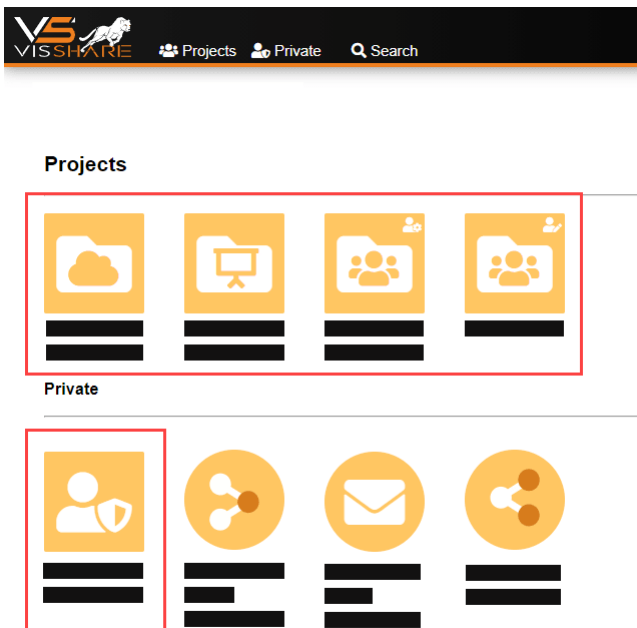 VS
VISSHARE
Projects Private Search
Projects
Private